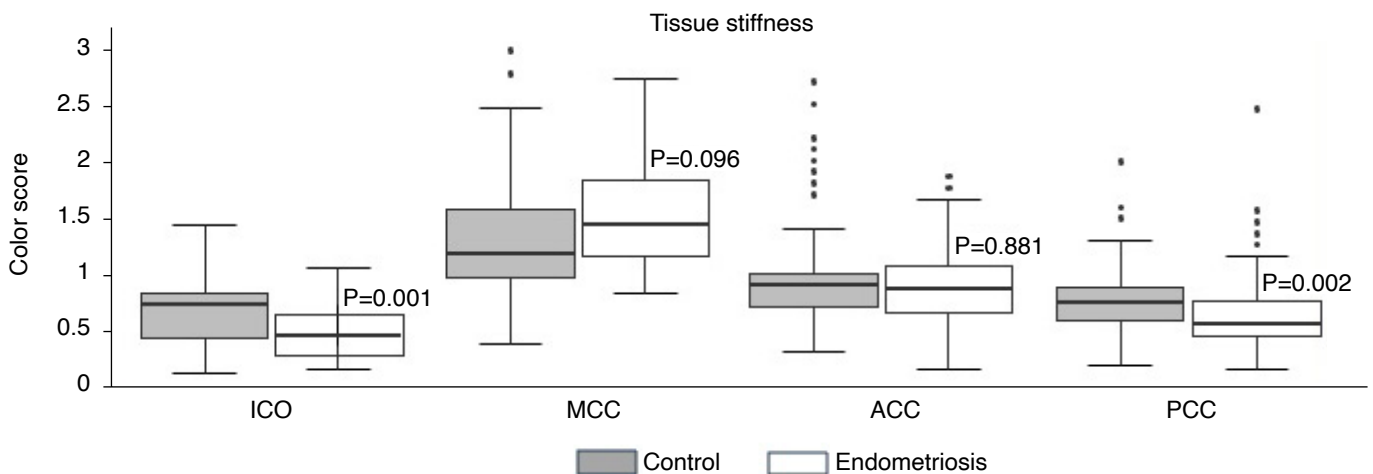 Tissue stiffness
Color score
3
2.5
2
1.5
1
0.5
0
P=0.001
P=0.096
P=0.881
P=0.002
ICO MCC ACC PCC
Control Endometriosis